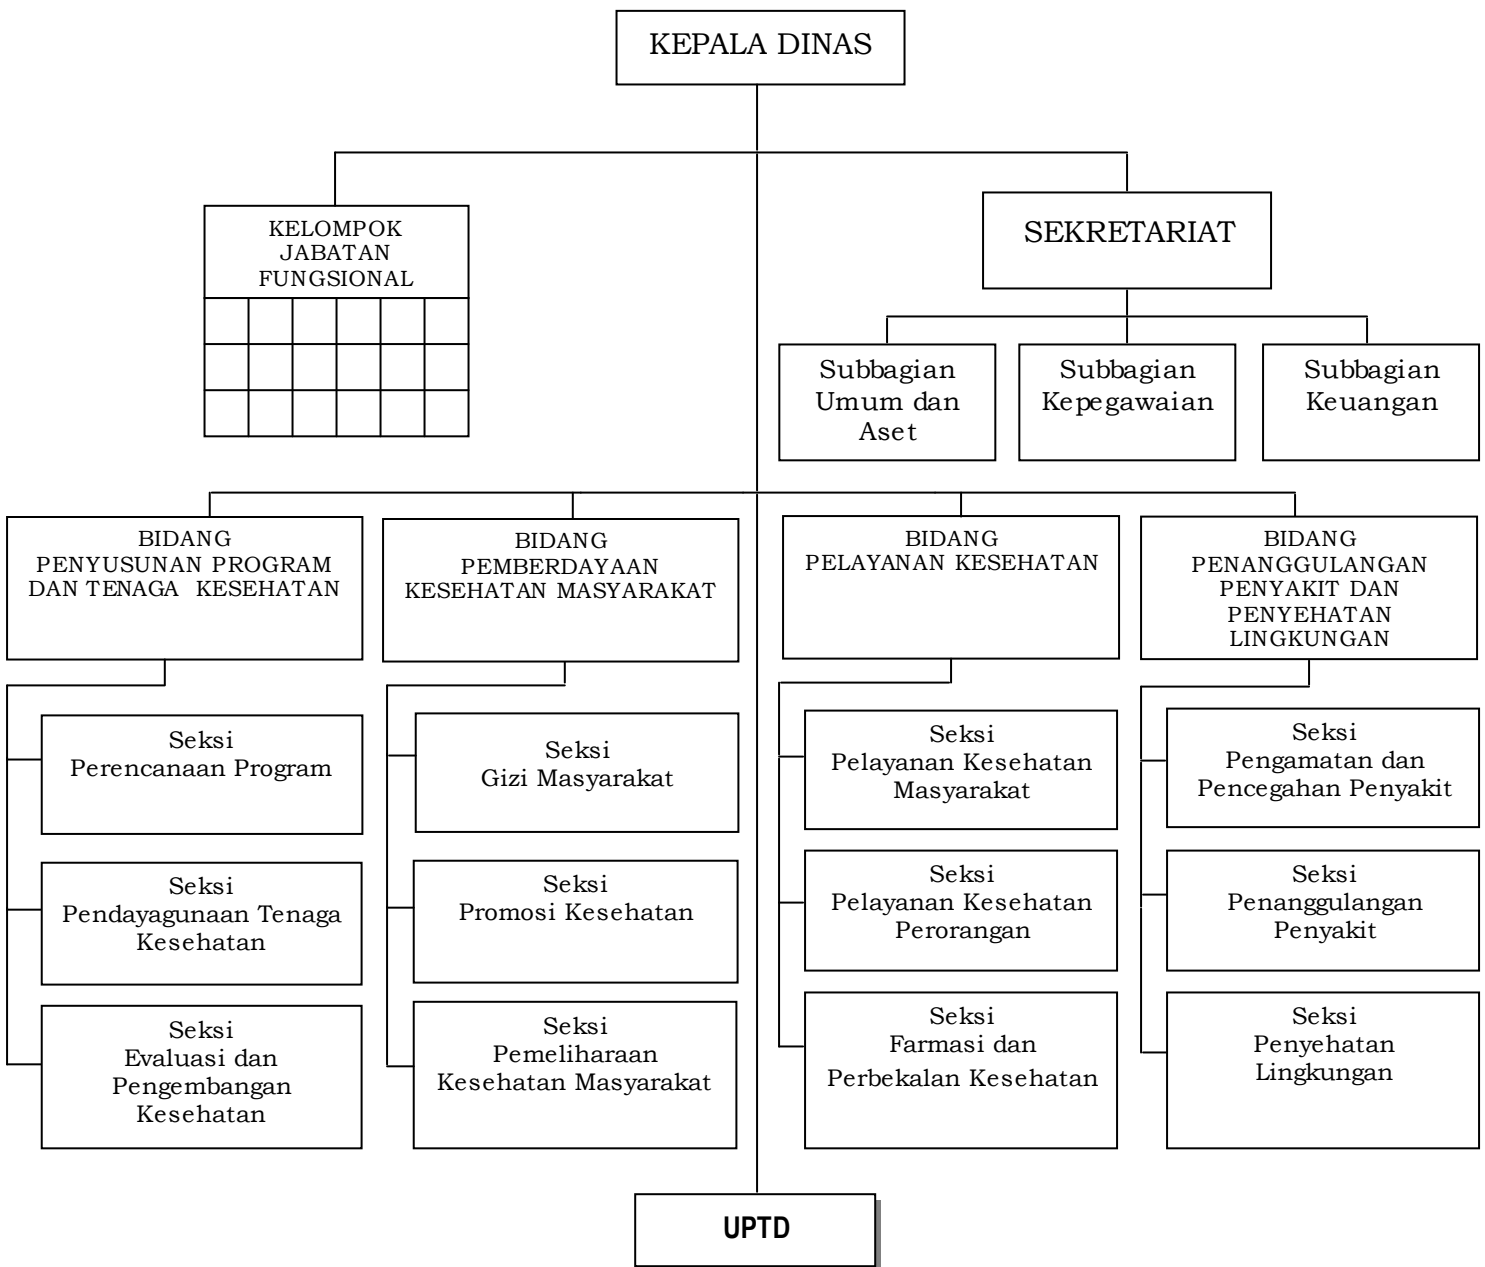 KEPALA DINAS
KELOMPOK
JABATAN
FUNGSIONAL
SEKRETARIAT
Subbagian
Umum dan
Aset
Subbagian
Kepegawaian
Subbagian
Keuangan
BIDANG
PENYUSUNAN PROGRAM
DAN TENAGA KESEHATAN
BIDANG
PEMBERDAYAAN
KESEHATAN MASYARAKAT
BIDANG
PELAYANAN KESEHATAN
BIDANG
PENANGGULANGAN
PENYAKIT DAN
PENYEHATAN
LINGKUNGAN
Seksi
Perencanaan Program
Seksi
Gizi Masyarakat
Seksi
Pelayanan Kesehatan
Masyarakat
Seksi
Pengamatan dan
Pencegahan Penyakit
Seksi
Pendayagunaan Tenaga
Kesehatan
Seksi
Promosi Kesehatan
Seksi
Pelayanan Kesehatan
Perorangan
Seksi
Penanggulangan
Penyakit
Seksi
Evaluasi dan
Pengembangan
Kesehatan
Seksi
Pemeliharaan
Kesehatan Masyarakat
Seksi
Farmasi dan
Perbekalan Kesehatan
Seksi
Penyehatan
Lingkungan
UPTD